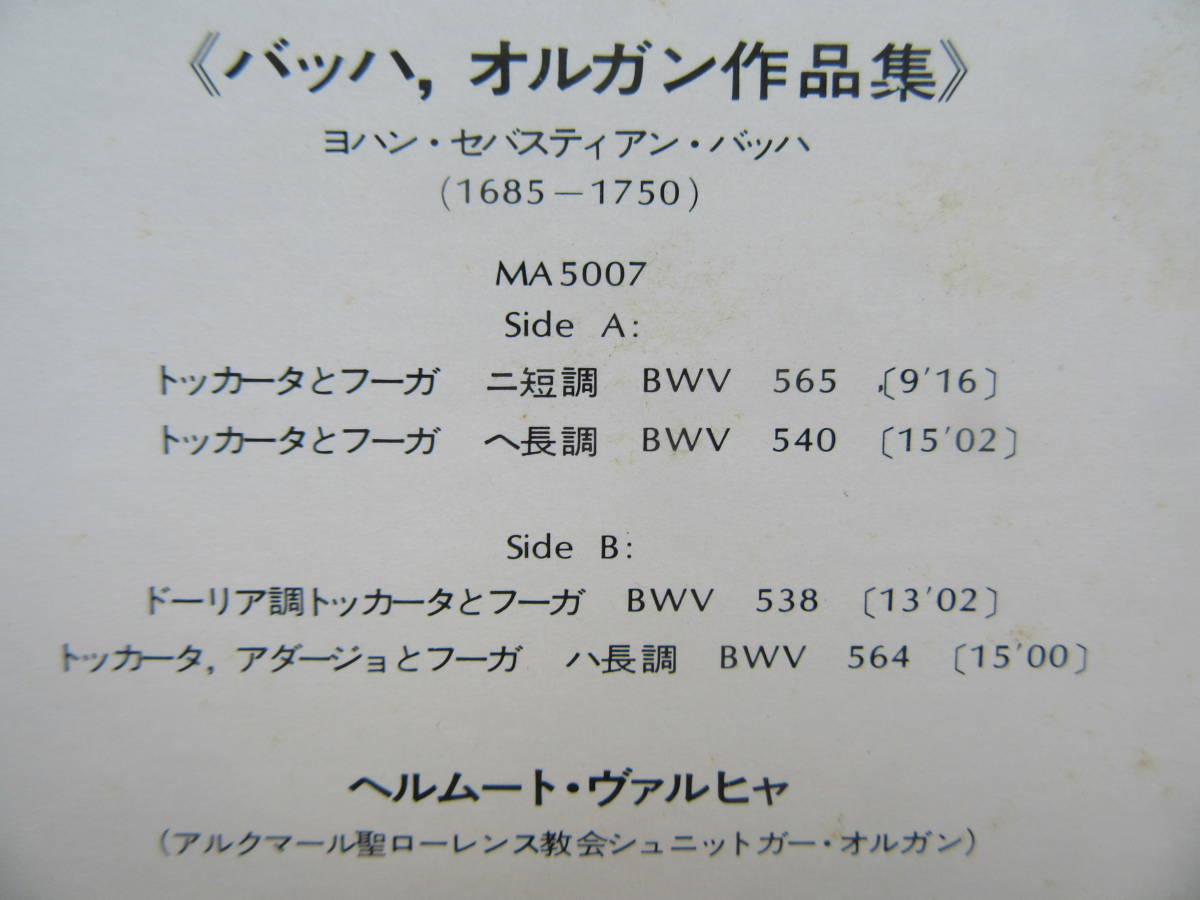 《バッハ, オルガン作品集》
ヨハン・セバスティアン・バッハ
(1685－1750)
MA5007
Side A:
トッカータとフーガ ニ短調 BWV 565 〔9′16〕
トッカータとフーガ ヘ長調 BWV 540 〔15′02〕
Side B:
ドーリア調トッカータとフーガ BWV 538 〔13′02〕
トッカータ, アダージョとフーガ ハ長調 BWV 564 〔15′00〕
ヘルムート・ヴァルヒャ
(アルクマール聖ローレンス教会シュニットガー・オルガン)